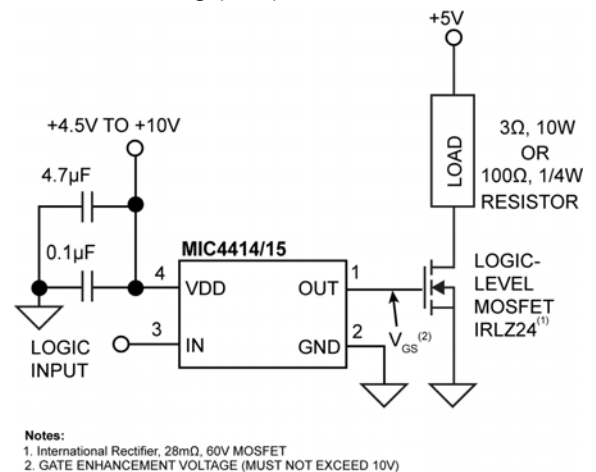 +5V
+4.5V TO +10V
4.7µF
0.1µF
3Ω, 10W
OR
100Ω, 1/4W
RESISTOR
LOAD
MIC4414/15
4
VDD
OUT
1
3
IN
GND
2
LOGIC
INPUT
VGS(2)
LOGIC-
LEVEL
MOSFET
IRLZ24(1)
Notes:
1. International Rectifier, 28mΩ, 60V MOSFET
2. GATE ENHANCEMENT VOLTAGE (MUST NOT EXCEED 10V)